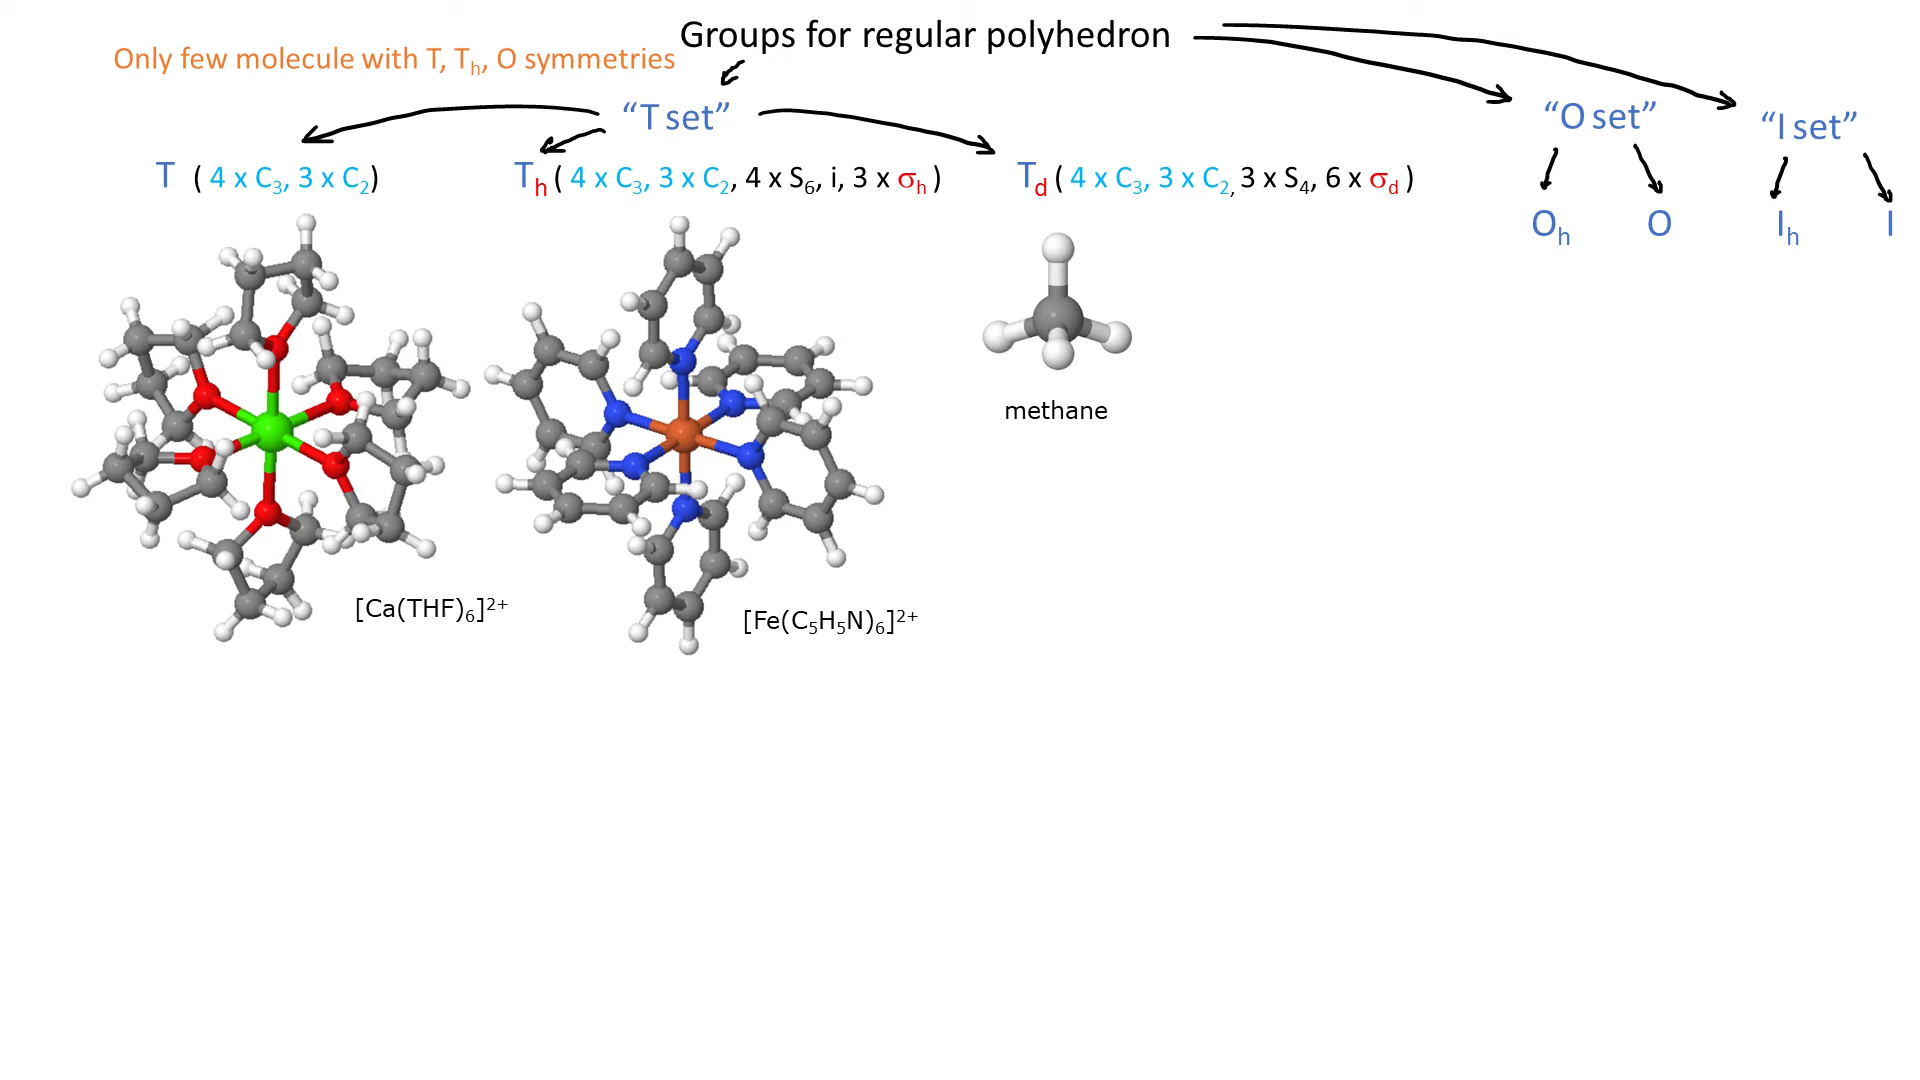 Groups for regular polyhedron
Only few molecule with T, Tₕ, O symmetries
“T set”
“O set”
“I set”
T ( 4 x C₃, 3 x C₂)
Tₕ ( 4 x C₃, 3 x C₂, 4 x S₆, i, 3 x σₕ )
T_d ( 4 x C₃, 3 x C₂, 3 x S₄, 6 x σ_d )
Oₕ
O
Iₕ
I
methane
[Ca(THF)₆]²⁺
[Fe(C₅H₅N)₆]²⁺